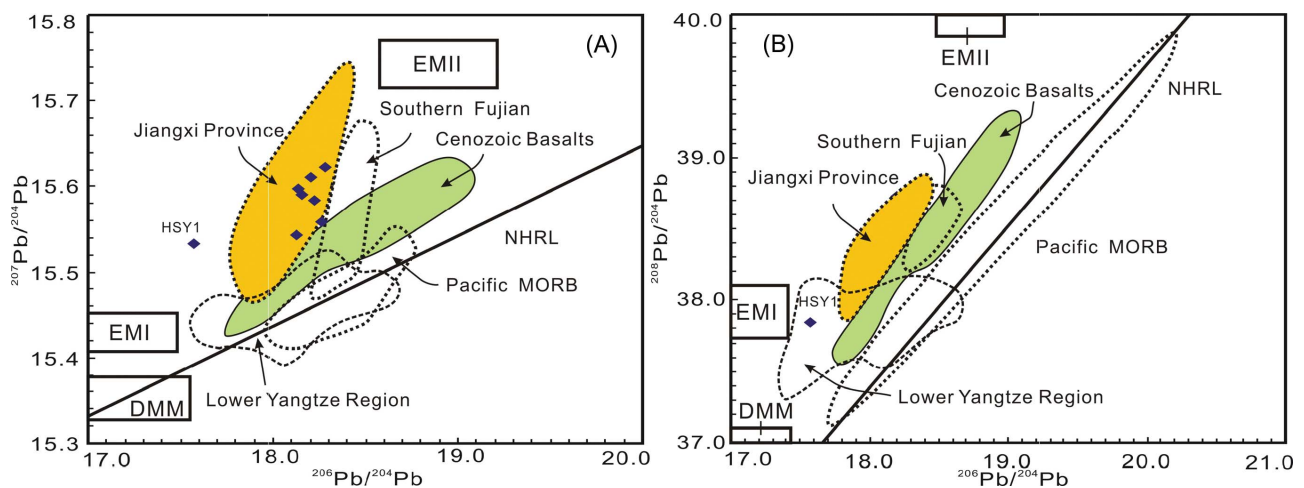 15.8
(A)
EMII
15.7
Southern Fujian
Jiangxi Province
Cenozoic Basalts
²⁰⁷Pb/²⁰⁴Pb
15.6
HSY1
NHRL
15.5
Pacific MORB
EMI
15.4
DMM
Lower Yangtze Region
15.3
17.0 18.0 19.0 20.0
²⁰⁶Pb/²⁰⁴Pb
40.0
(B)
EMII
Cenozoic Basalts
NHRL
Southern Fujian
39.0
Jiangxi Province
²⁰⁸Pb/²⁰⁴Pb
Pacific MORB
38.0
EMI
HSY1
Lower Yangtze Region
DMM
37.0
17.0 18.0 19.0 20.0 21.0
²⁰⁶Pb/²⁰⁴Pb